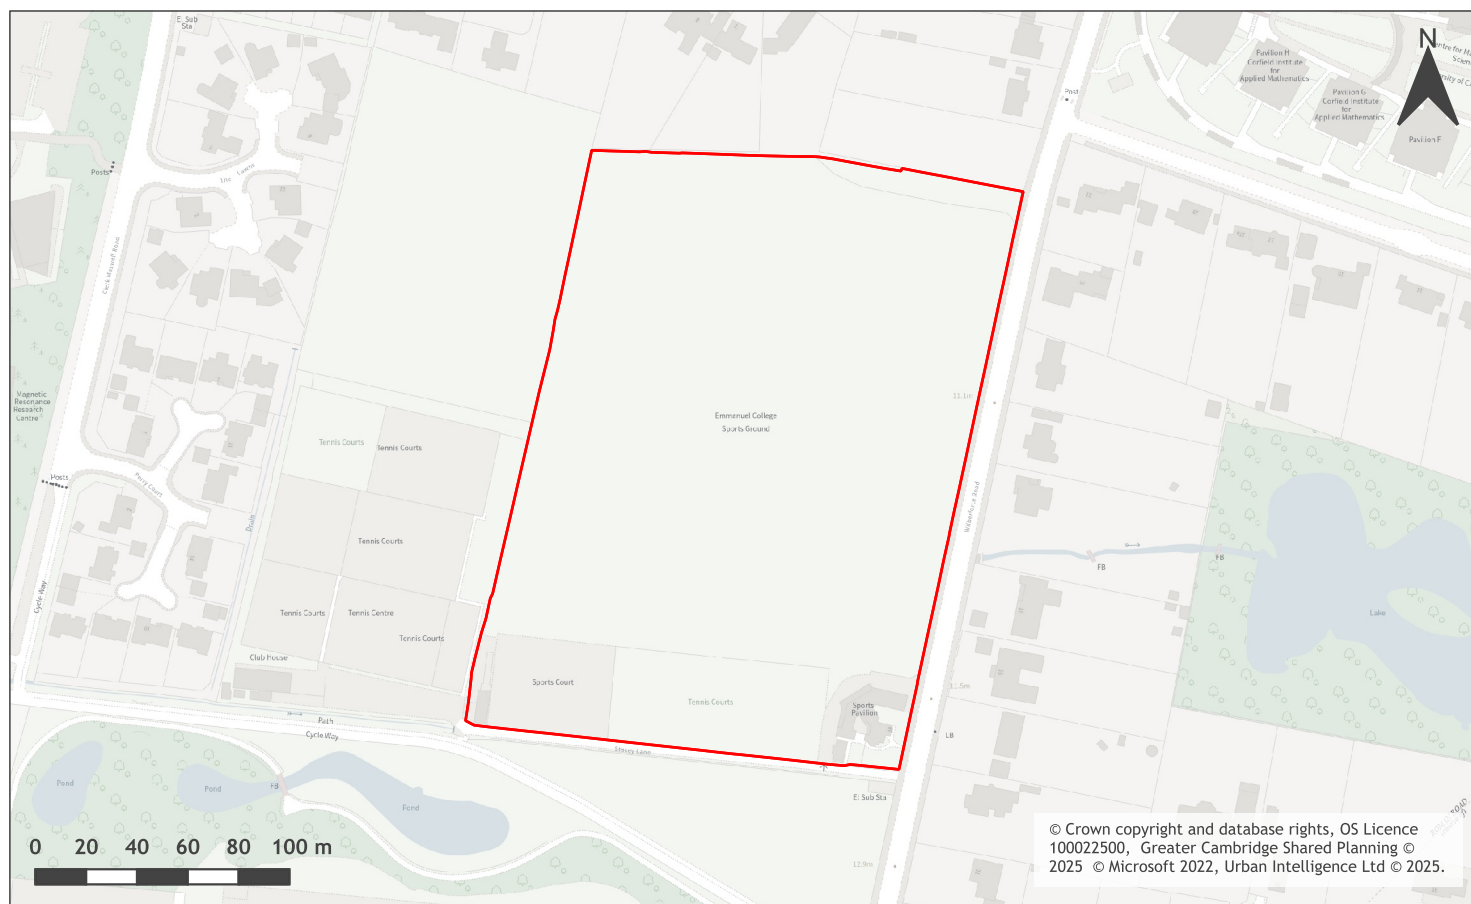 El Sub
Sta
N
Pavilion H
Corfield Institute
for
Applied Mathematics
Pavilion G
Corfield Institute
for
Applied Mathematics
Pavilion F
Post
Posts
The Lawns
Clerk Maxwell Road
Magnetic
Resonance
Research
Centre
11.1m
Emmanuel College
Sports Ground
Tennis Courts
Tennis Courts
Posts
Perry Court
Wilberforce Road
Drain
Tennis Courts
FB
FB
Cycle Way
Tennis Courts
Tennis Centre
Tennis Courts
Lake
Club House
Sports Court
11.5m
Tennis Courts
Sports
Pavilion
Path
Cycle Way
LB
Stacey Lane
Pond
Pond
FB
Pond
El Sub Sta
12.9m
0 20 40 60 80 100 m
© Crown copyright and database rights, OS Licence
100022500, Greater Cambridge Shared Planning ©
2025 © Microsoft 2022, Urban Intelligence Ltd © 2025.